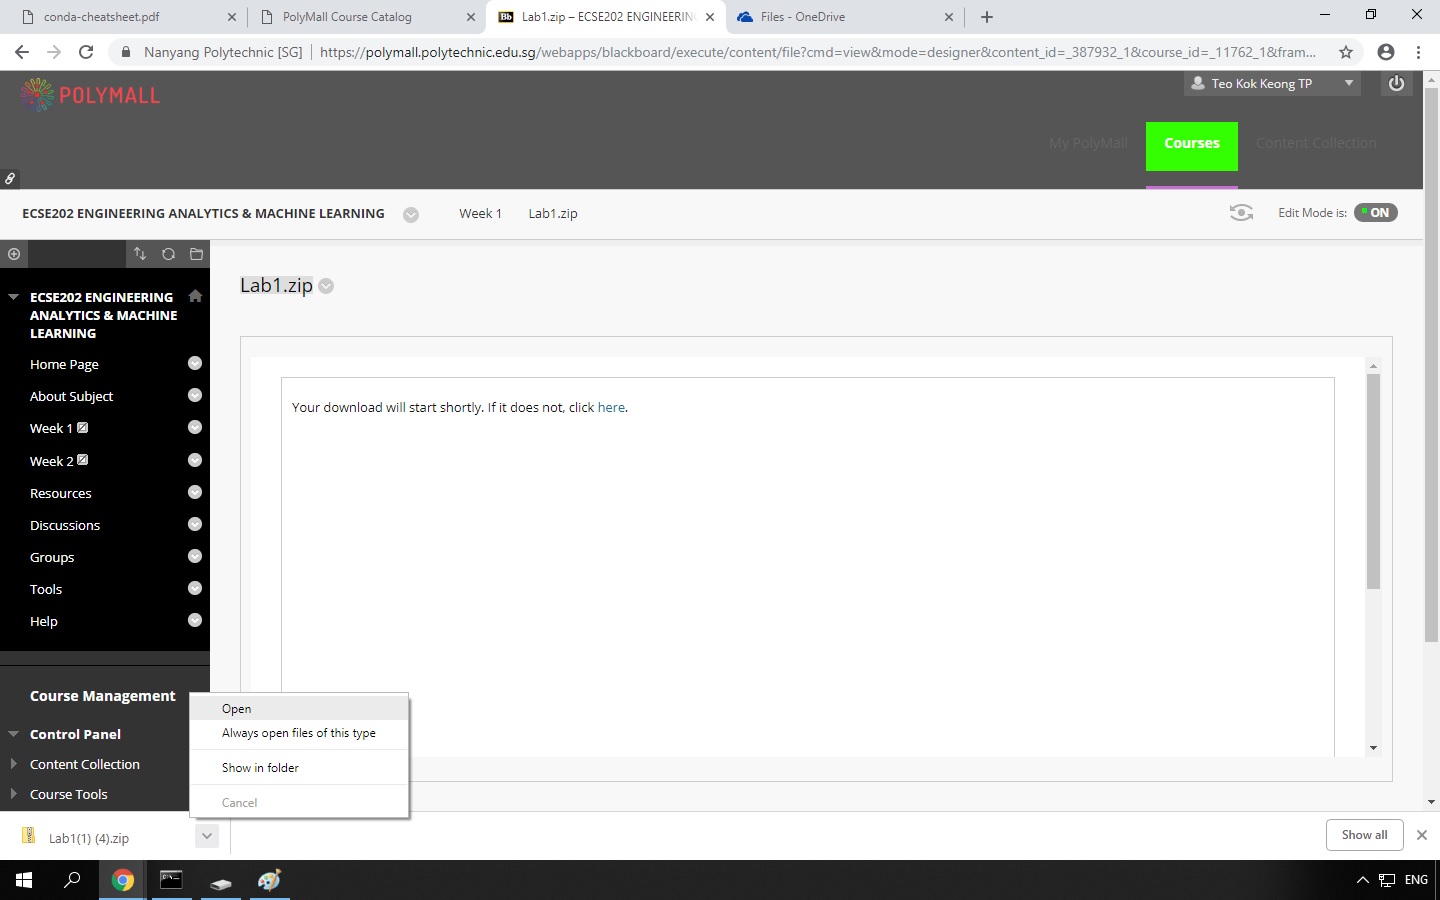 conda-cheatsheet.pdf
PolyMall Course Catalog
Bb Lab1.zip – ECSE202 ENGINEERIN
Files - OneDrive
Nanyang Polytechnic [SG] https://polymall.polytechnic.edu.sg/webapps/blackboard/execute/content/file?cmd=view&mode=designer&content_id=_387932_1&course_id=_11762_1&fram...
POLYMALL
Teo Kok Keong TP
My PolyMall Courses Content Collection
ECSE202 ENGINEERING ANALYTICS & MACHINE LEARNING
Week 1
Lab1.zip
Edit Mode is: ON
ECSE202 ENGINEERING
ANALYTICS & MACHINE
LEARNING
Home Page
About Subject
Week 1
Week 2
Resources
Discussions
Groups
Tools
Help
Course Management
Control Panel
Content Collection
Course Tools
Lab1.zip
Your download will start shortly. If it does not, click here.
Open
Always open files of this type
Show in folder
Cancel
Lab1(1) (4).zip
Show all
ENG